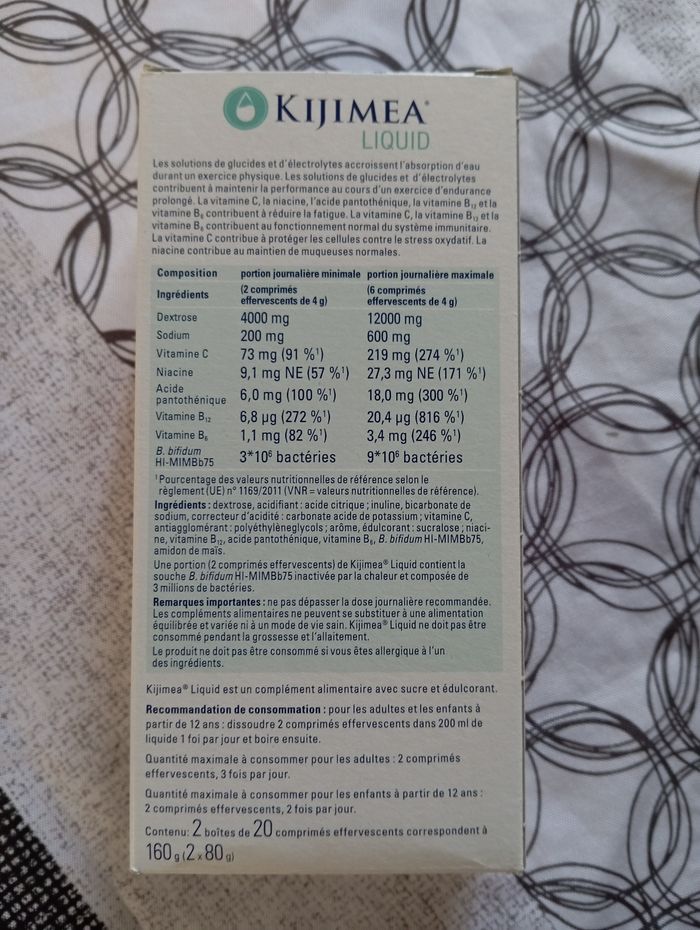 KIJIMEA®
LIQUID
Les solutions de glucides et d'électrolytes accroissent l'absorption d'eau
durant un exercice physique. Les solutions de glucides et d'électrolytes
contribuent à maintenir la performance au cours d'un exercice d'endurance
prolongé. La vitamine C, la niacine, l'acide pantothénique, la vitamine B₁₂ et la
vitamine B₆ contribuent à réduire la fatigue. La vitamine C, la vitamine B₁₂ et la
vitamine B₆ contribuent au fonctionnement normal du système immunitaire.
La vitamine C contribue à protéger les cellules contre le stress oxydatif. La
niacine contribue au maintien de muqueuses normales.
Composition portion journalière minimale portion journalière maximale
Ingrédients (2 comprimés effervescents de 4 g) (6 comprimés effervescents de 4 g)
Dextrose 4000 mg 12000 mg
Sodium 200 mg 600 mg
Vitamine C 73 mg (91 %¹) 219 mg (274 %¹)
Niacine 9,1 mg NE (57 %¹) 27,3 mg NE (171 %¹)
Acide pantothénique 6,0 mg (100 %¹) 18,0 mg (300 %¹)
Vitamine B₁₂ 6,8 µg (272 %¹) 20,4 µg (816 %¹)
Vitamine B₆ 1,1 mg (82 %¹) 3,4 mg (246 %¹)
B. bifidum HI-MIMBb75 3*10⁶ bactéries 9*10⁶ bactéries
¹Pourcentage des valeurs nutritionnelles de référence selon le
règlement (UE) n° 1169/2011 (VNR = valeurs nutritionnelles de référence).
Ingrédients : dextrose, acidifiant : acide citrique ; inuline, bicarbonate de
sodium, correcteur d'acidité : carbonate acide de potassium ; vitamine C,
antiagglomérant : polyéthylèneglycols ; arôme, édulcorant : sucralose ; niaci-
ne, vitamine B₁₂, acide pantothénique, vitamine B₆, B. bifidum HI-MIMBb75,
amidon de maïs.
Une portion (2 comprimés effervescents) de Kijimea® Liquid contient la
souche B. bifidum HI-MIMBb75 inactivée par la chaleur et composée de
3 millions de bactéries.
Remarques importantes : ne pas dépasser la dose journalière recommandée.
Les compléments alimentaires ne peuvent se substituer à une alimentation
équilibrée et variée ni à un mode de vie sain. Kijimea® Liquid ne doit pas être
consommé pendant la grossesse et l'allaitement.
Le produit ne doit pas être consommé si vous êtes allergique à l'un
des ingrédients.
Kijimea® Liquid est un complément alimentaire avec sucre et édulcorant.
Recommandation de consommation : pour les adultes et les enfants à
partir de 12 ans : dissoudre 2 comprimés effervescents dans 200 ml de
liquide 1 foi par jour et boire ensuite.
Quantité maximale à consommer pour les adultes : 2 comprimés
effervescents, 3 fois par jour.
Quantité maximale à consommer pour les enfants à partir de 12 ans :
2 comprimés effervescents, 2 fois par jour.
Contenu: 2 boîtes de 20 comprimés effervescents correspondent à
160 g (2 x 80 g)